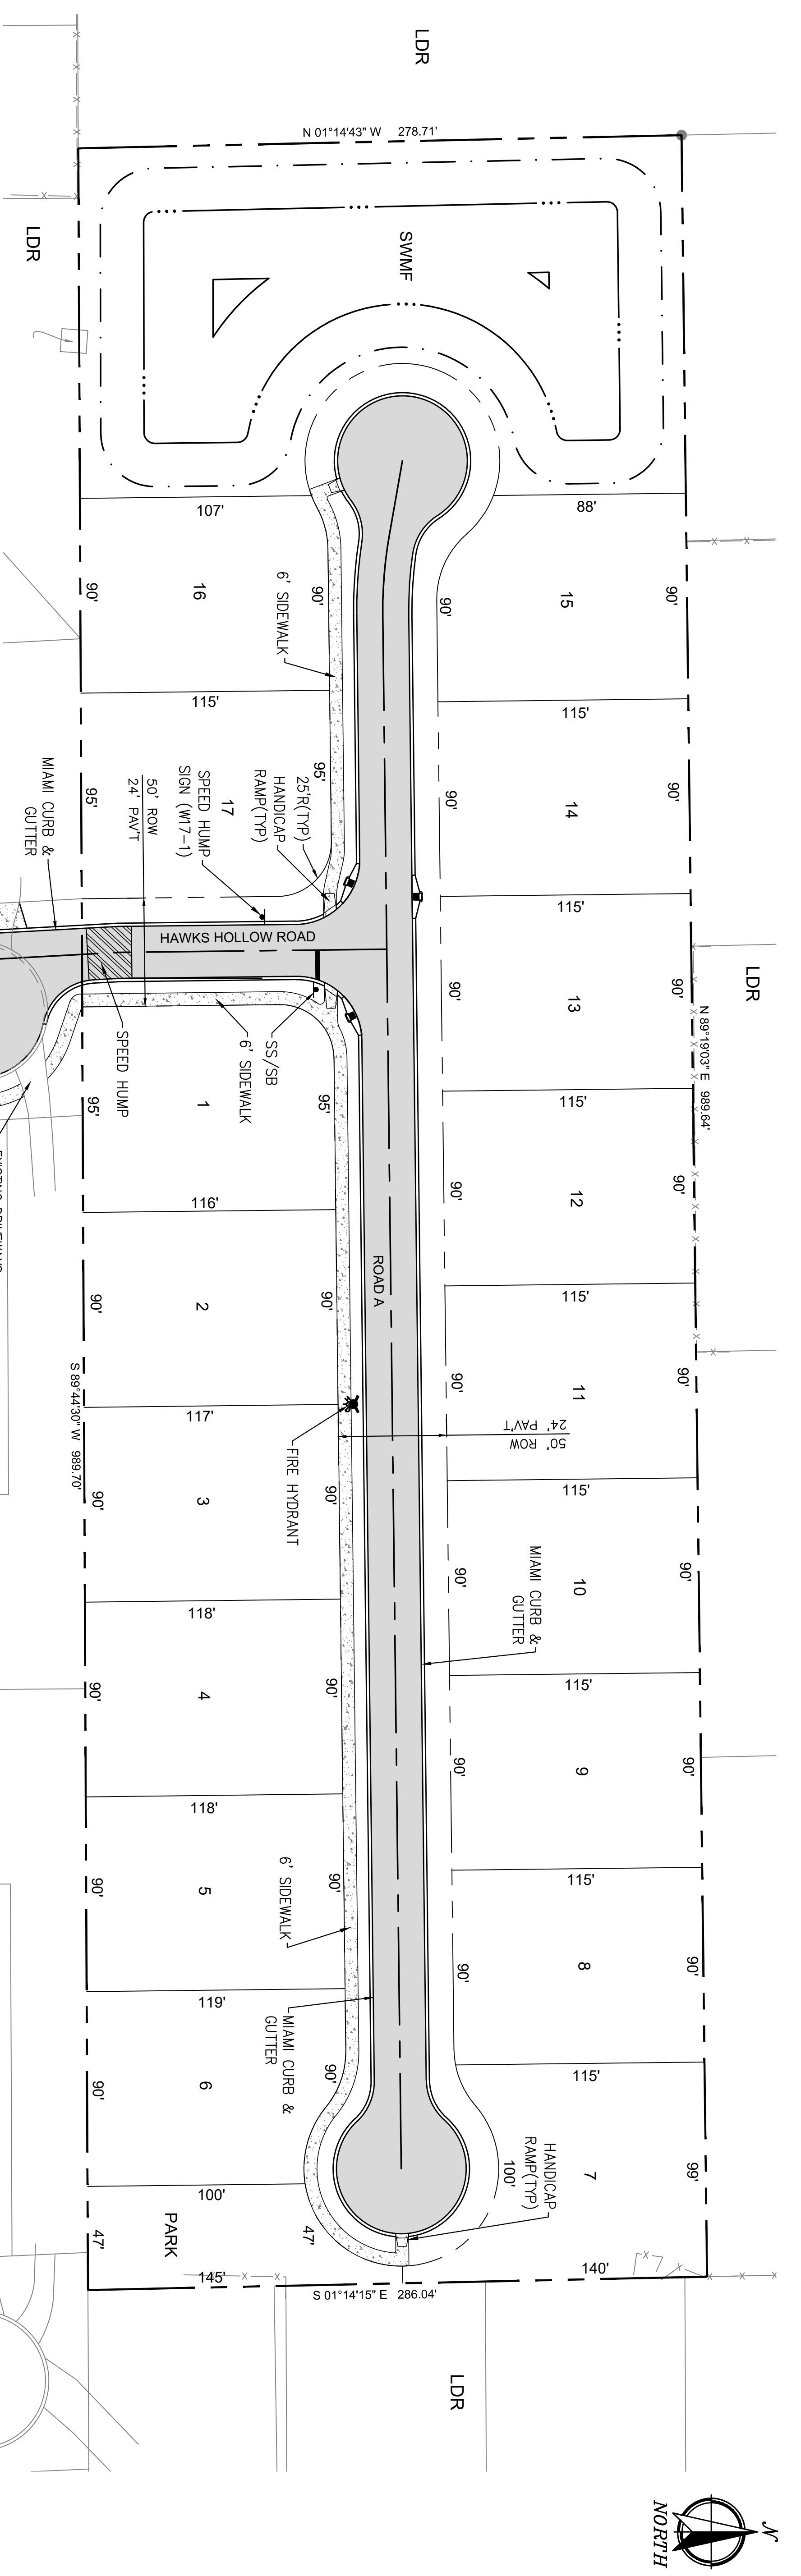 LDR
N 01°14'43" W 278.71'
LDR
SWMF
107'
88'
90'
16
90'
6' SIDEWALK
90'
15
90'
115'
115'
95'
17
95'
MIAMI CURB &
GUTTER
50' ROW
24' PAV'T
SPEED HUMP
SIGN (W17-1)
HANDICAP
RAMP(TYP)
25'R(TYP)
90'
14
90'
115'
HAWKS HOLLOW ROAD
SPEED HUMP
6' SIDEWALK
SS/SB
LDR
N 89°19'03" E 989.64'
90'
13
90'
115'
95'
1
95'
116'
90'
12
90'
115'
ROAD A
90'
2
90'
117'
S 89°44'30" W 989.70'
FIRE HYDRANT
90'
11
90'
50' ROW
24' PAV'T
115'
90'
3
90'
118'
MIAMI CURB &
GUTTER
90'
10
90'
115'
90'
4
90'
118'
90'
9
90'
115'
90'
5
90'
6' SIDEWALK
119'
90'
8
90'
115'
MIAMI CURB &
GUTTER
90'
6
90'
100'
HANDICAP
RAMP(TYP)
100'
7
99'
140'
47'
PARK
47'
145'
S 01°14'15" E 286.04'
LDR
N
NORTH